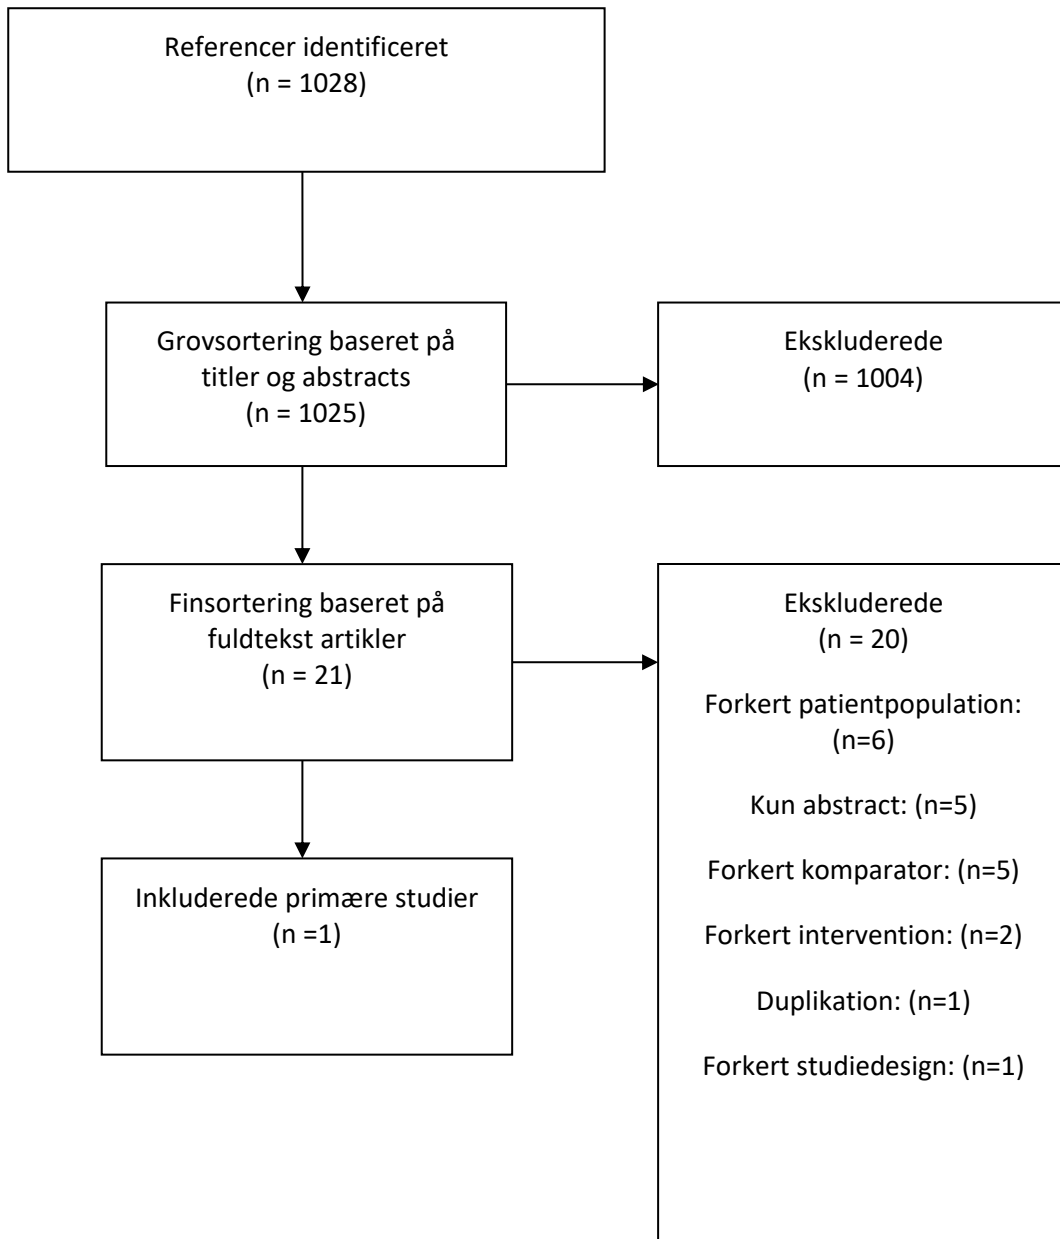 Referencer identificeret
(n = 1028)
Grovsortering baseret på
titler og abstracts
(n = 1025)
Ekskluderede
(n = 1004)
Finsortering baseret på
fuldtekst artikler
(n = 21)
Ekskluderede
(n = 20)
Forkert patientpopulation:
(n=6)
Kun abstract: (n=5)
Forkert komparator: (n=5)
Forkert intervention: (n=2)
Duplikation: (n=1)
Forkert studiedesign: (n=1)
Inkluderede primære studier
(n =1)